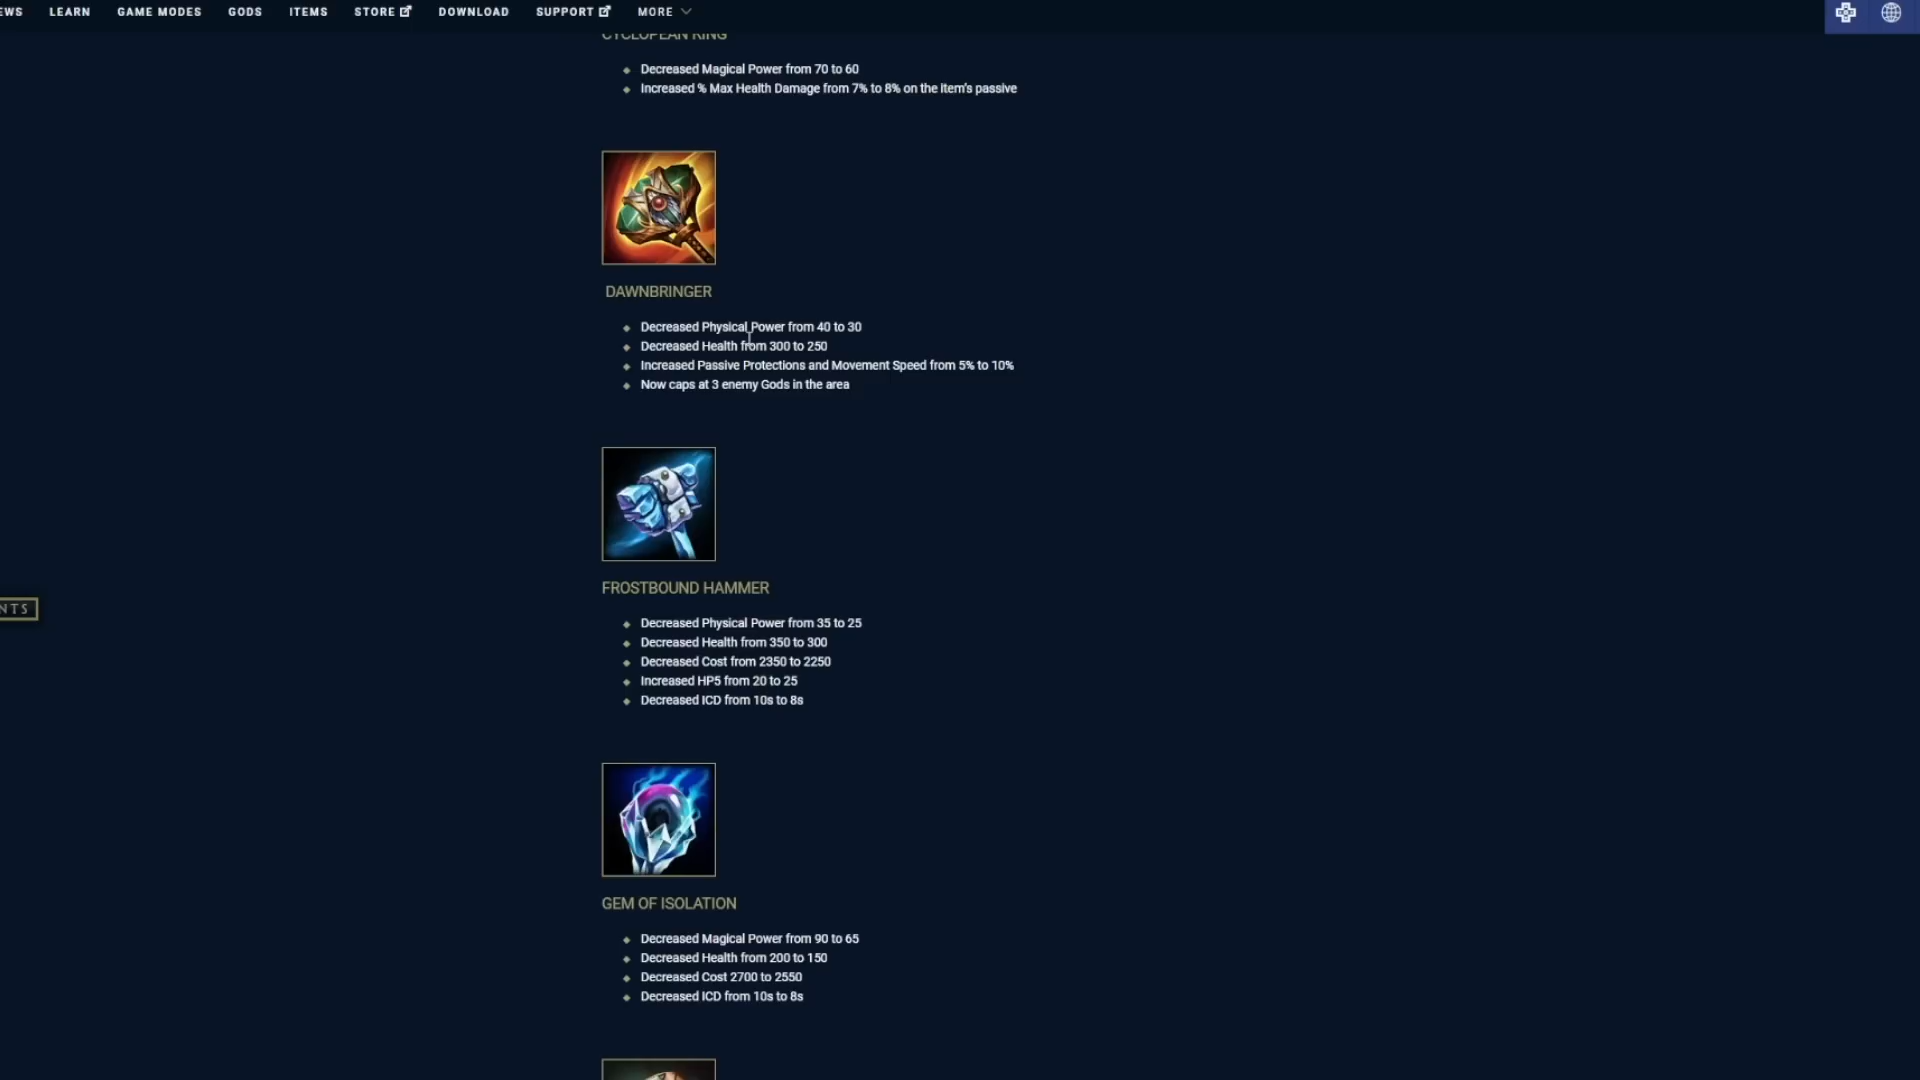 EWS LEARN GAME MODES GODS ITEMS STORE DOWNLOAD SUPPORT MORE
CYCLOPEAN RING
Decreased Magical Power from 70 to 60
Increased % Max Health Damage from 7% to 8% on the item's passive
DAWNBRINGER
Decreased Physical Power from 40 to 30
Decreased Health from 300 to 250
Increased Passive Protections and Movement Speed from 5% to 10%
Now caps at 3 enemy Gods in the area
FROSTBOUND HAMMER
Decreased Physical Power from 35 to 25
Decreased Health from 350 to 300
Decreased Cost from 2350 to 2250
Increased HP5 from 20 to 25
Decreased ICD from 10s to 8s
NTS
GEM OF ISOLATION
Decreased Magical Power from 90 to 65
Decreased Health from 200 to 150
Decreased Cost 2700 to 2550
Decreased ICD from 10s to 8s